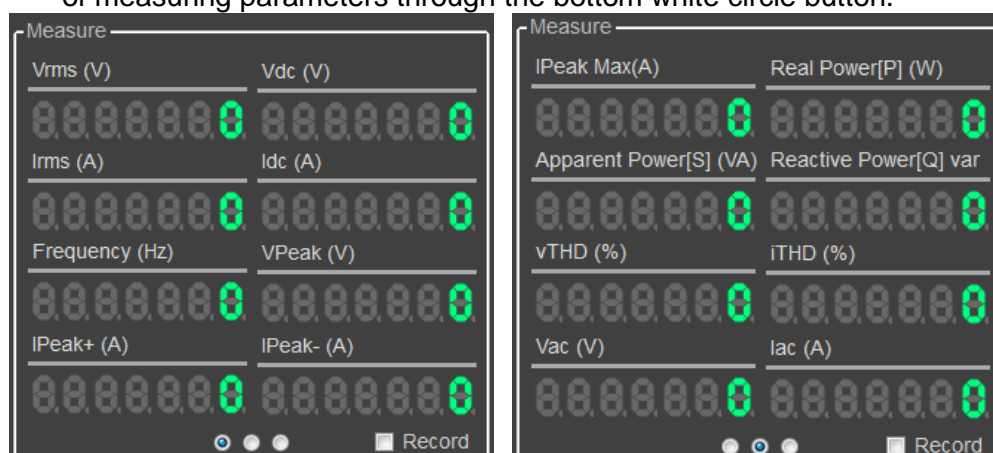 of measuring parameters through the bottom white circle button.
Measure
Vrms (V) Vdc (V)
0 0
Irms (A) Idc (A)
0 0
Frequency (Hz) VPeak (V)
0 0
IPeak+ (A) IPeak- (A)
0 0
Record
Measure
IPeak Max(A) Real Power[P] (W)
0 0
Apparent Power[S] (VA) Reactive Power[Q] var
0 0
vTHD (%) iTHD (%)
0 0
Vac (V) Iac (A)
0 0
Record